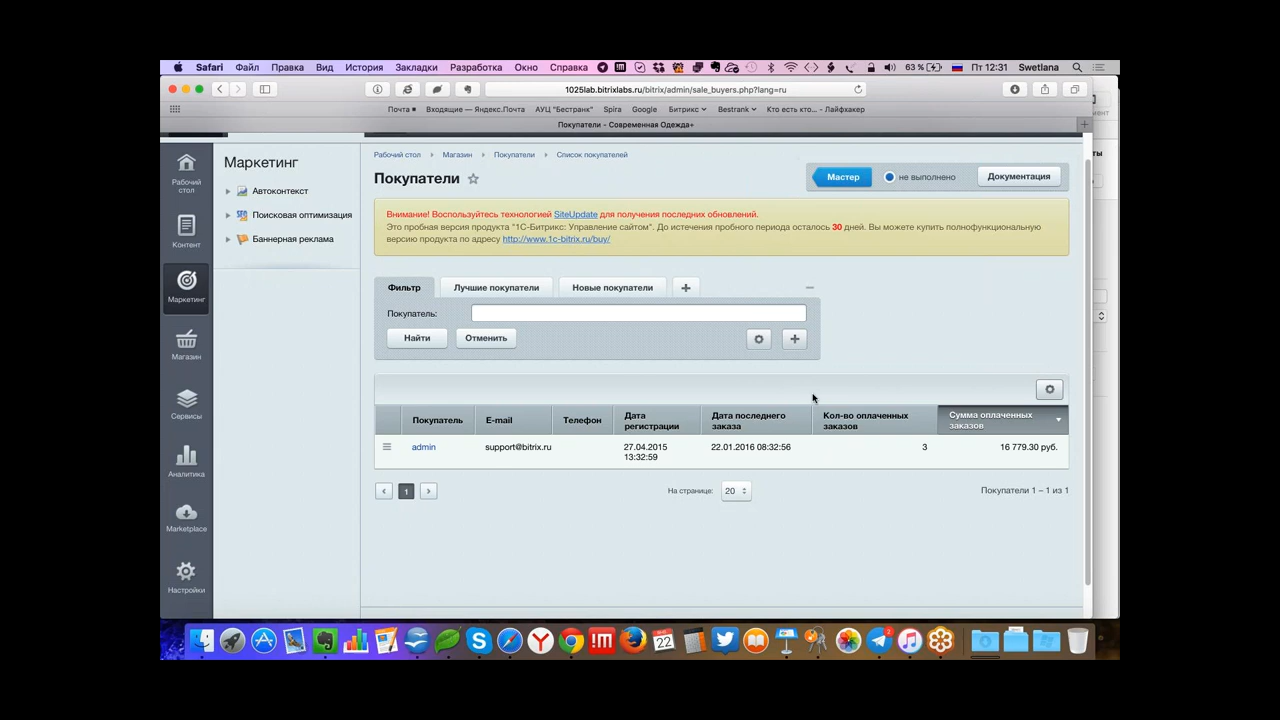 Safari Файл Правка Вид История Закладки Разработка Окно Справка 63 % Пт 12:31 Swetlana
1025lab.bitrixlabs.ru/bitrix/admin/sale_buyers.php?lang=ru
Почта Входящие — Яндекс.Почта АУЦ "Бестранк" Spira Google Битрикс Bestrank Кто есть кто... - Лайфхакер
Покупатели - Современная Одежда+
Рабочий стол Магазин Покупатели Список покупателей
Маркетинг
Покупатели
Мастер не выполнено Документация
Рабочий стол
Контент
Маркетинг
Магазин
Сервисы
Аналитика
Marketplace
Настройки
Автоконтекст
Поисковая оптимизация
Баннерная реклама
Внимание! Воспользуйтесь технологией SiteUpdate для получения последних обновлений.
Это пробная версия продукта "1С-Битрикс: Управление сайтом". До истечения пробного периода осталось 30 дней. Вы можете купить полнофункциональную
версию продукта по адресу http://www.1c-bitrix.ru/buy/
Фильтр Лучшие покупатели Новые покупатели
Покупатель:
Найти Отменить
Покупатель E-mail Телефон Дата регистрации Дата последнего заказа Кол-во оплаченных заказов Сумма оплаченных заказов
admin support@bitrix.ru 27.04.2015 13:32:59 22.01.2016 08:32:56 3 16 779.30 руб.
1 На странице: 20 Покупатели 1 – 1 из 1
22